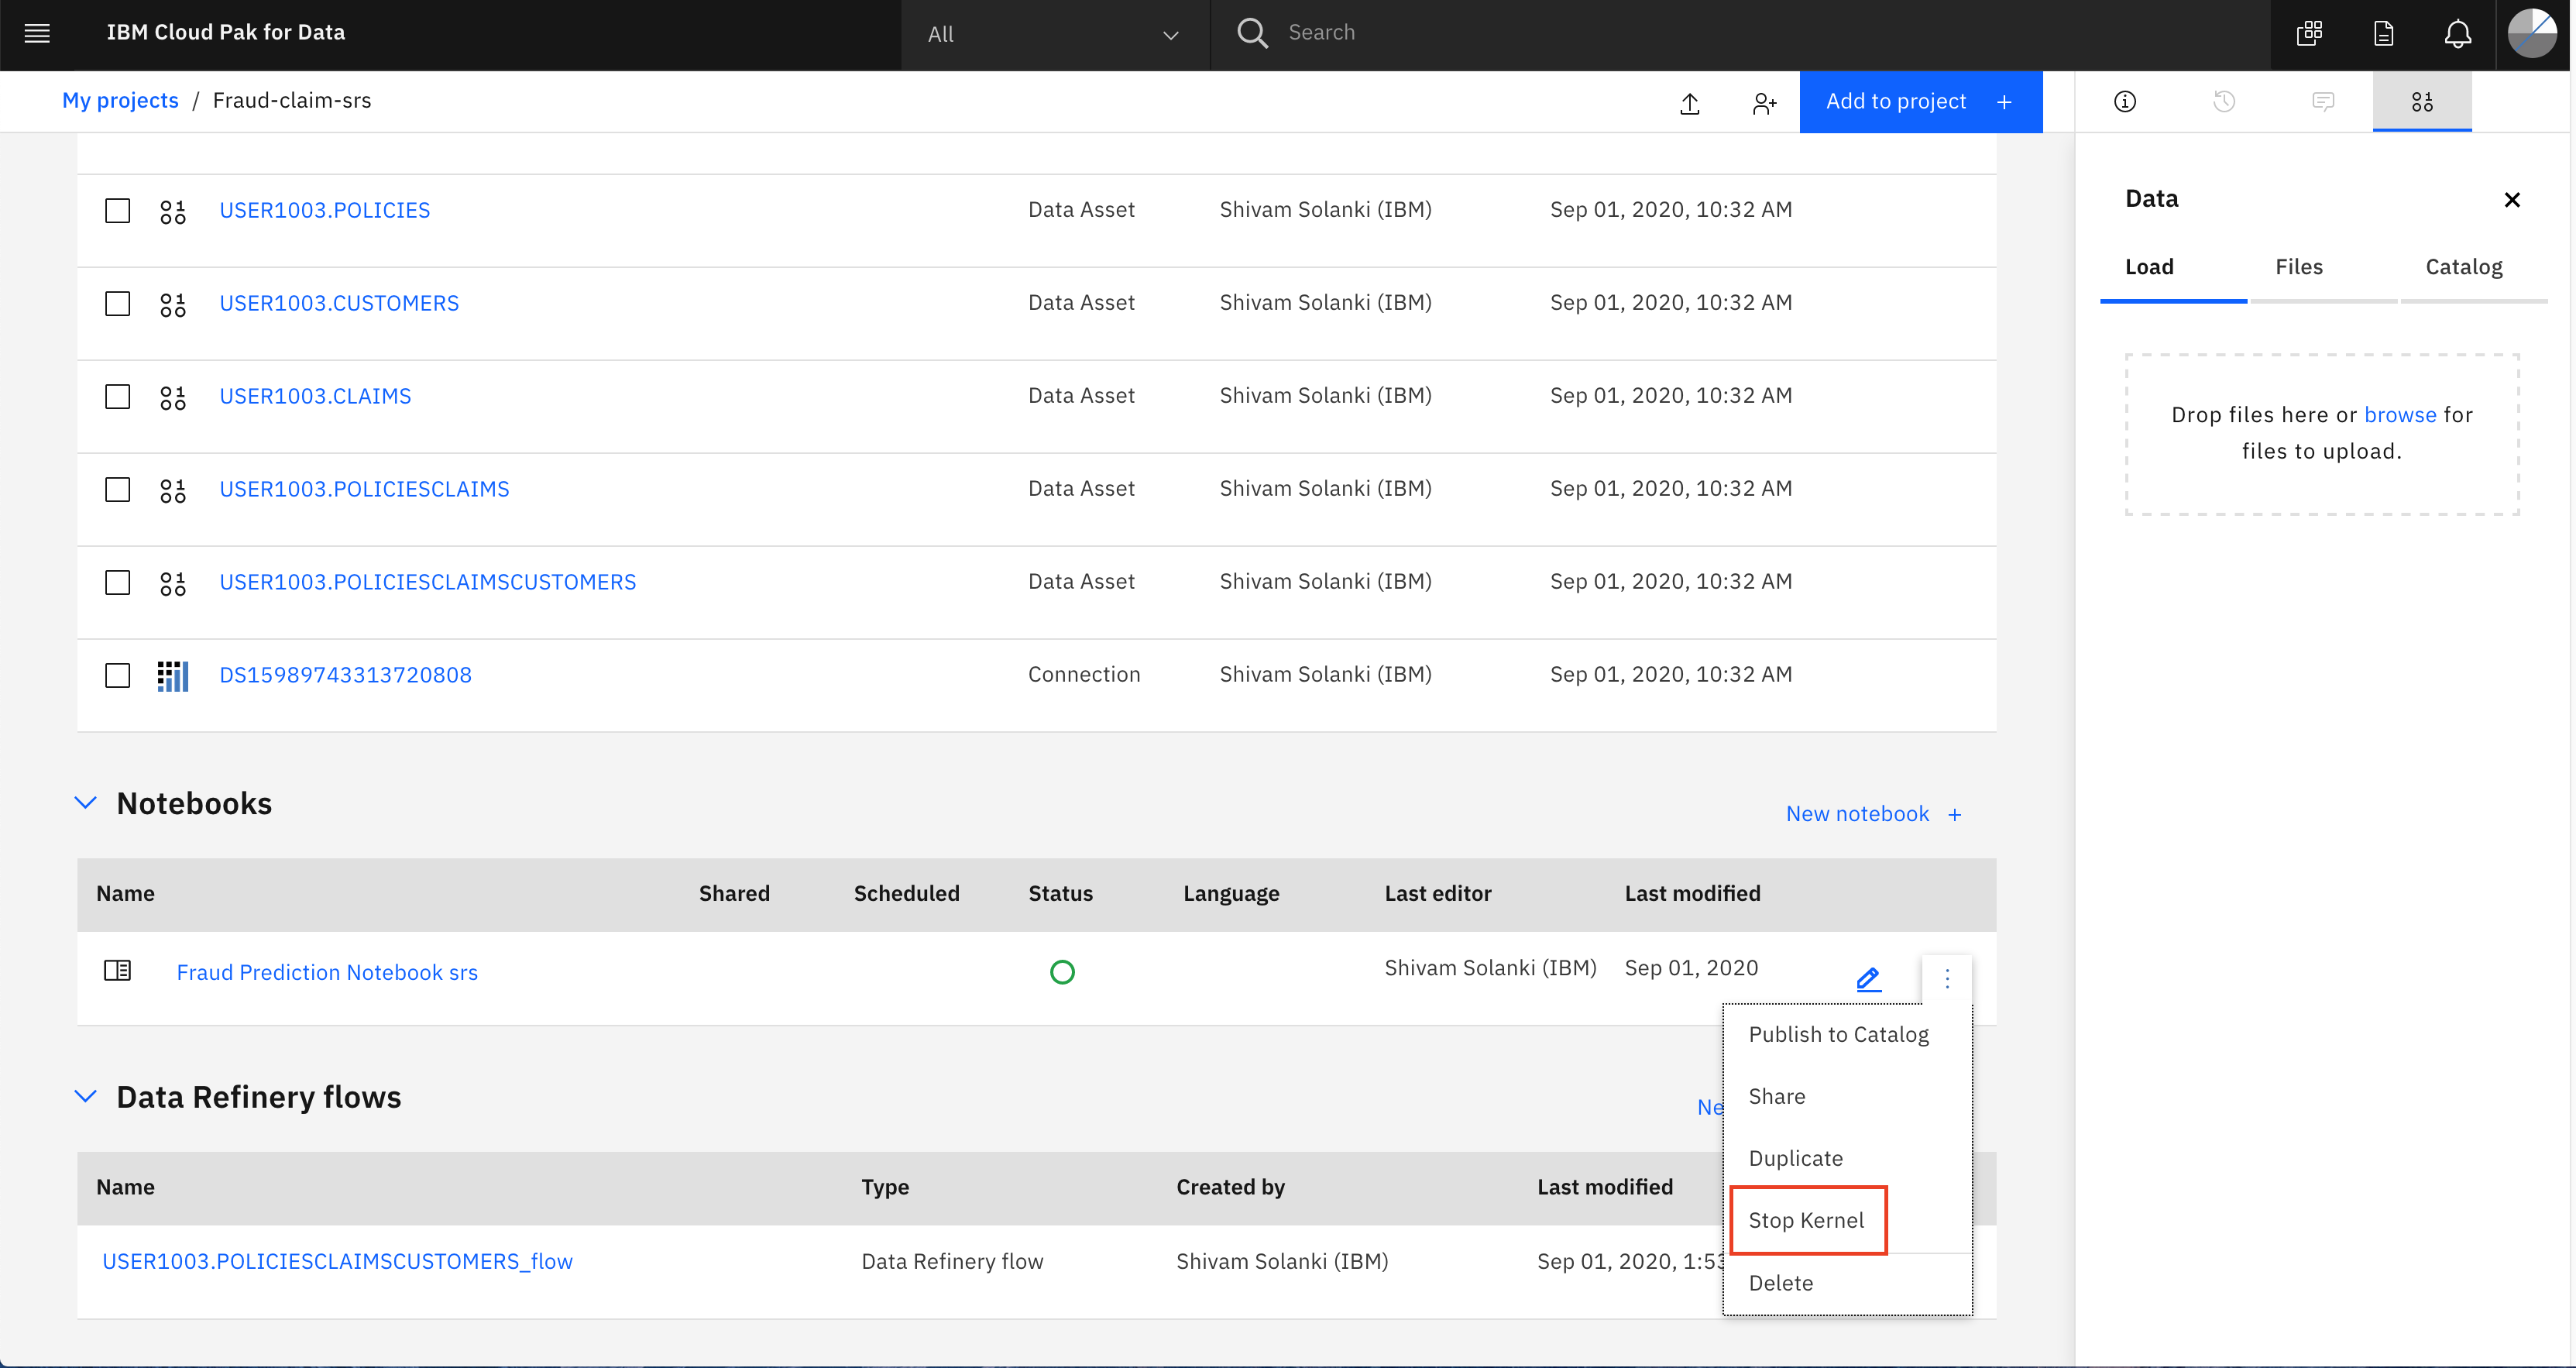 IBM Cloud Pak for Data
All
Search
My projects / Fraud-claim-srs
Add to project +
USER1003.POLICIES Data Asset Shivam Solanki (IBM) Sep 01, 2020, 10:32 AM
USER1003.CUSTOMERS Data Asset Shivam Solanki (IBM) Sep 01, 2020, 10:32 AM
USER1003.CLAIMS Data Asset Shivam Solanki (IBM) Sep 01, 2020, 10:32 AM
USER1003.POLICIESCLAIMS Data Asset Shivam Solanki (IBM) Sep 01, 2020, 10:32 AM
USER1003.POLICIESCLAIMSCUSTOMERS Data Asset Shivam Solanki (IBM) Sep 01, 2020, 10:32 AM
DS15989743313720808 Connection Shivam Solanki (IBM) Sep 01, 2020, 10:32 AM
Notebooks
New notebook +
Name Shared Scheduled Status Language Last editor Last modified
Fraud Prediction Notebook srs Shivam Solanki (IBM) Sep 01, 2020
Publish to Catalog
Share
Duplicate
Stop Kernel
Delete
Data Refinery flows
Ne
Name Type Created by Last modified
USER1003.POLICIESCLAIMSCUSTOMERS_flow Data Refinery flow Shivam Solanki (IBM) Sep 01, 2020, 1:53
Data
Load Files Catalog
Drop files here or browse for
files to upload.